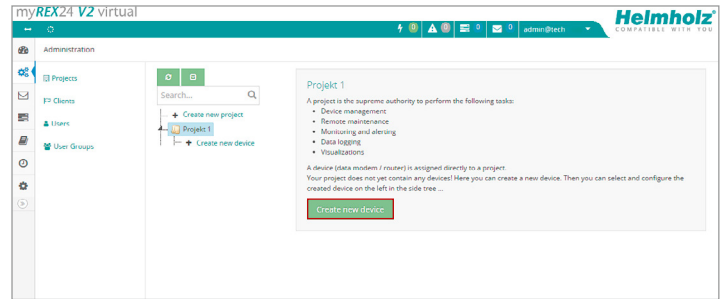 myREX24 V2 virtual
Helmholz
COMPATIBLE WITH YOU
0 0 0 0 admin@tech
Administration
Projects
Clients
Users
User Groups
Search...
Create new project
Projekt 1
Create new device
Projekt 1
A project is the supreme authority to perform the following tasks:
• Device management
• Remote maintenance
• Monitoring and alerting
• Data logging
• Visualizations
A device (data modem / router) is assigned directly to a project.
Your project does not yet contain any devices! Here you can create a new device. Then you can select and configure the
created device on the left in the side tree ...
Create new device